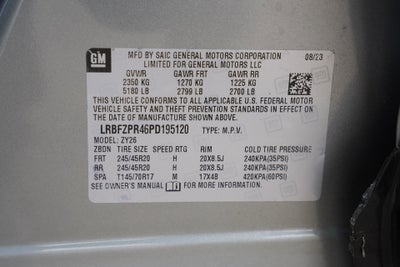 GM
MFD BY SAIC GENERAL MOTORS CORPORATION
LIMITED FOR GENERAL MOTORS LLC
08/23
GVWR GAWR FRT GAWR RR
2350 KG 1270 KG 1225 KG
5180 LB 2799 LB 2700 LB
THIS VEHICLE CONFORMS TO ALL APPLICABLE U.S. FEDERAL MOTOR
VEHICLE SAFETY AND THEFT PREVENTION STANDARDS IN EFFECT ON
THE DATE OF MANUFACTURE SHOWN ABOVE.
LRBFZPR46PD195120 TYPE: M.P.V.
MODEL: ZY26
ZB TIRE SIZE SPEED RTG RIM COLD TIRE PRESSURE
FRT 245/45R20 H 20X8.5J 240KPA(35PSI)
RR 245/45R20 H 20X8.5J 240KPA(35PSI)
SPA T145/70R17 M 17X4B 420KPA(60PSI)
SEE OWNER'S MANUAL FOR MORE INFORMATION.